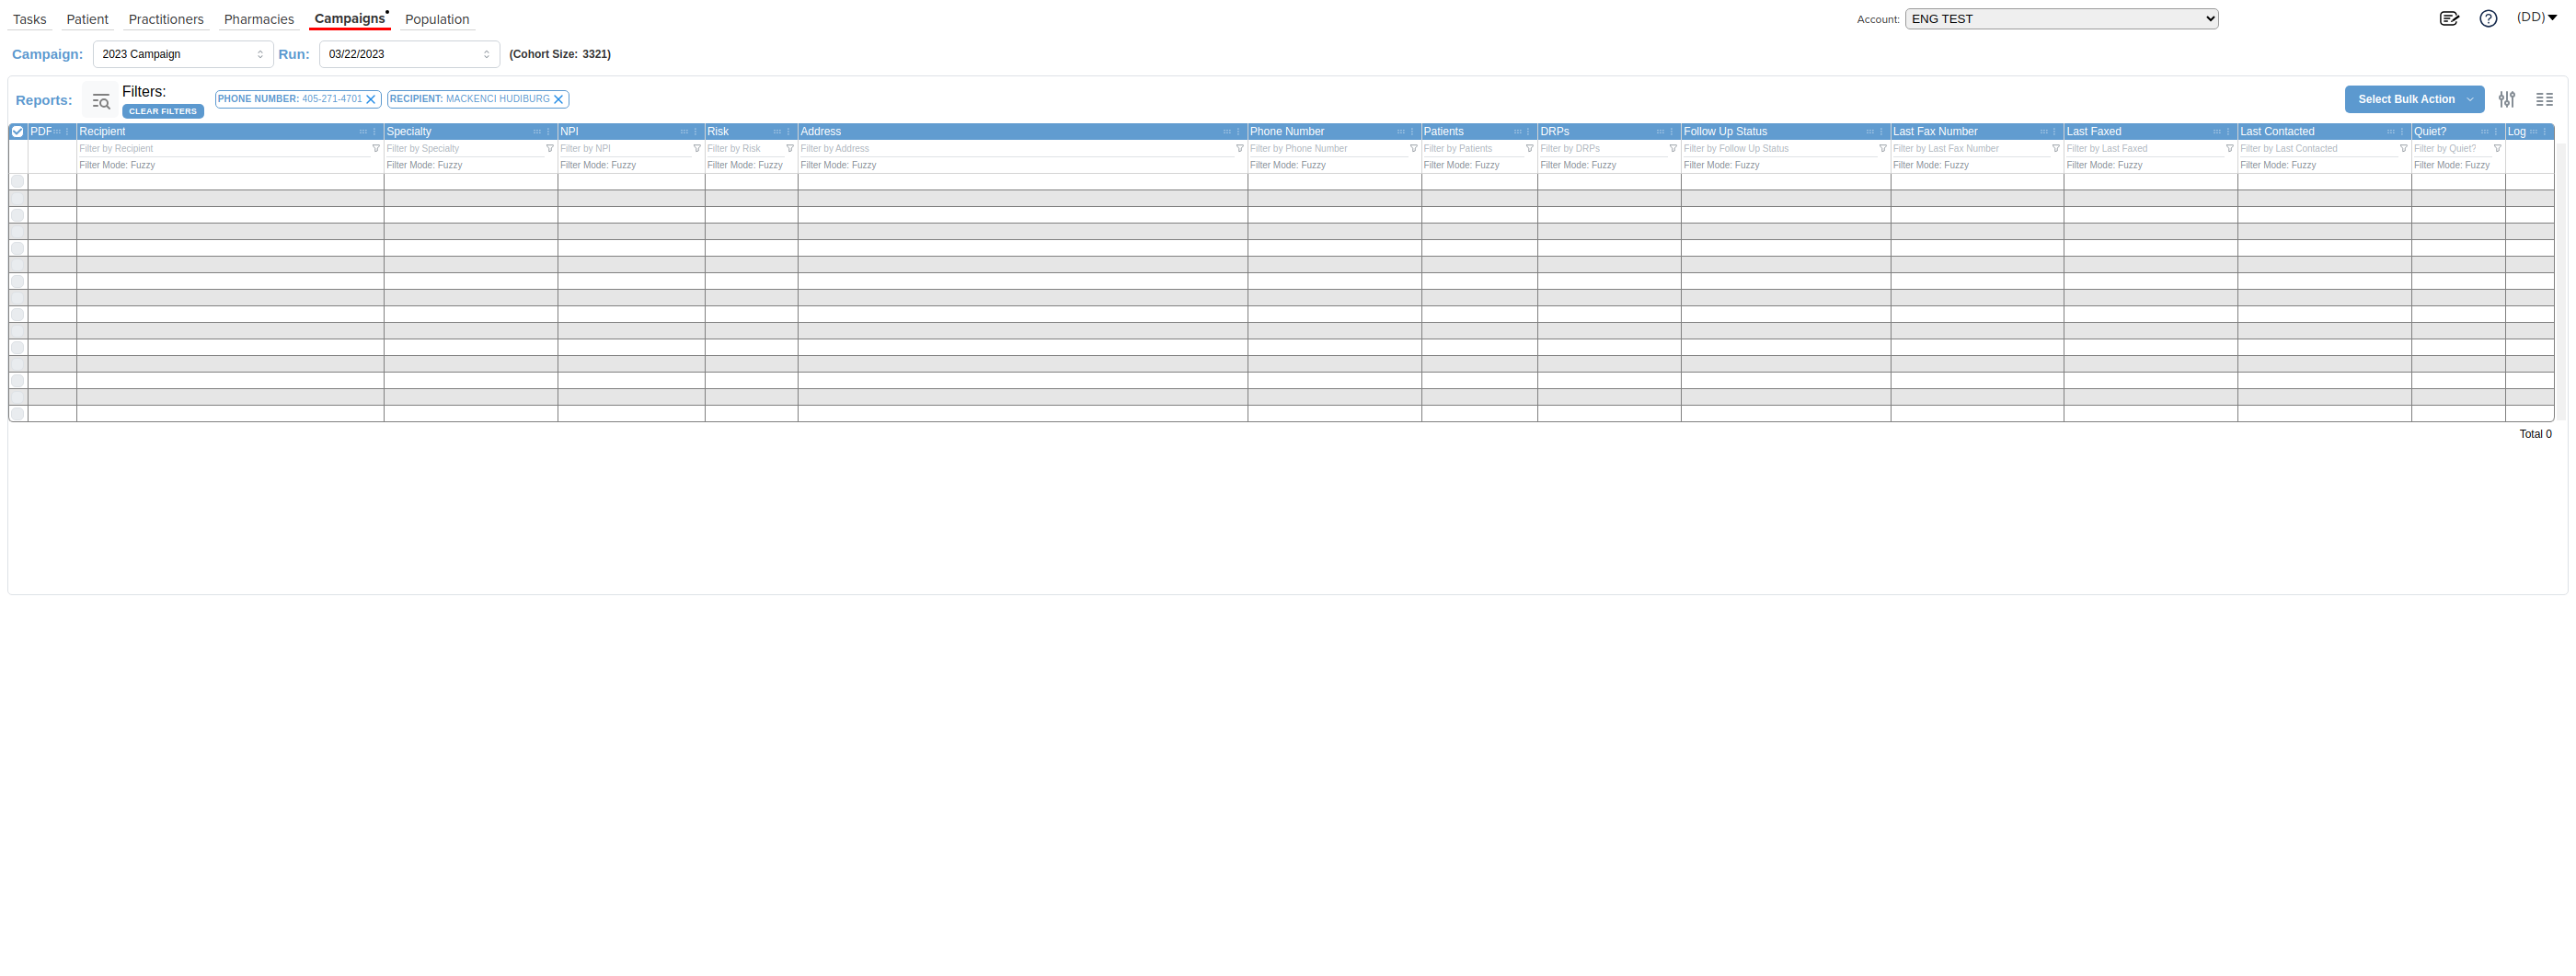 Tasks Patient Practitioners Pharmacies Campaigns Population Account: ENG TEST (DD)
Campaign: 2023 Campaign Run: 03/22/2023 (Cohort Size: 3321)
Reports: Filters: CLEAR FILTERS PHONE NUMBER: 405-271-4701 RECIPIENT: MACKENCI HUDIBURG Select Bulk Action
PDF Recipient Specialty NPI Risk Address Phone Number Patients DRPs Follow Up Status Last Fax Number Last Faxed Last Contacted Quiet? Log
Filter by Recipient Filter by Specialty Filter by NPI Filter by Risk Filter by Address Filter by Phone Number Filter by Patients Filter by DRPs Filter by Follow Up Status Filter by Last Fax Number Filter by Last Faxed Filter by Last Contacted Filter by Quiet?
Filter Mode: Fuzzy Filter Mode: Fuzzy Filter Mode: Fuzzy Filter Mode: Fuzzy Filter Mode: Fuzzy Filter Mode: Fuzzy Filter Mode: Fuzzy Filter Mode: Fuzzy Filter Mode: Fuzzy Filter Mode: Fuzzy Filter Mode: Fuzzy Filter Mode: Fuzzy Filter Mode: Fuzzy
Total 0